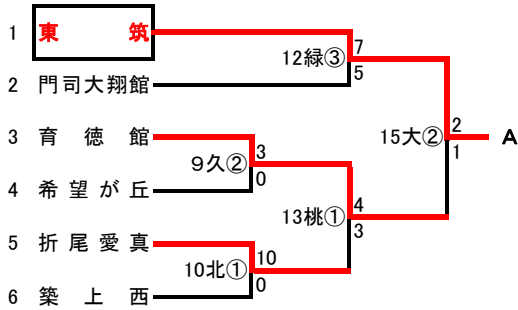 1 東筑
12緑③
7
5
2 門司大翔館
3 育徳館
9久②
3
0
4 希望が丘
15大②
2
1
A
13桃①
4
3
5 折尾愛真
10北①
10
0
6 築上西